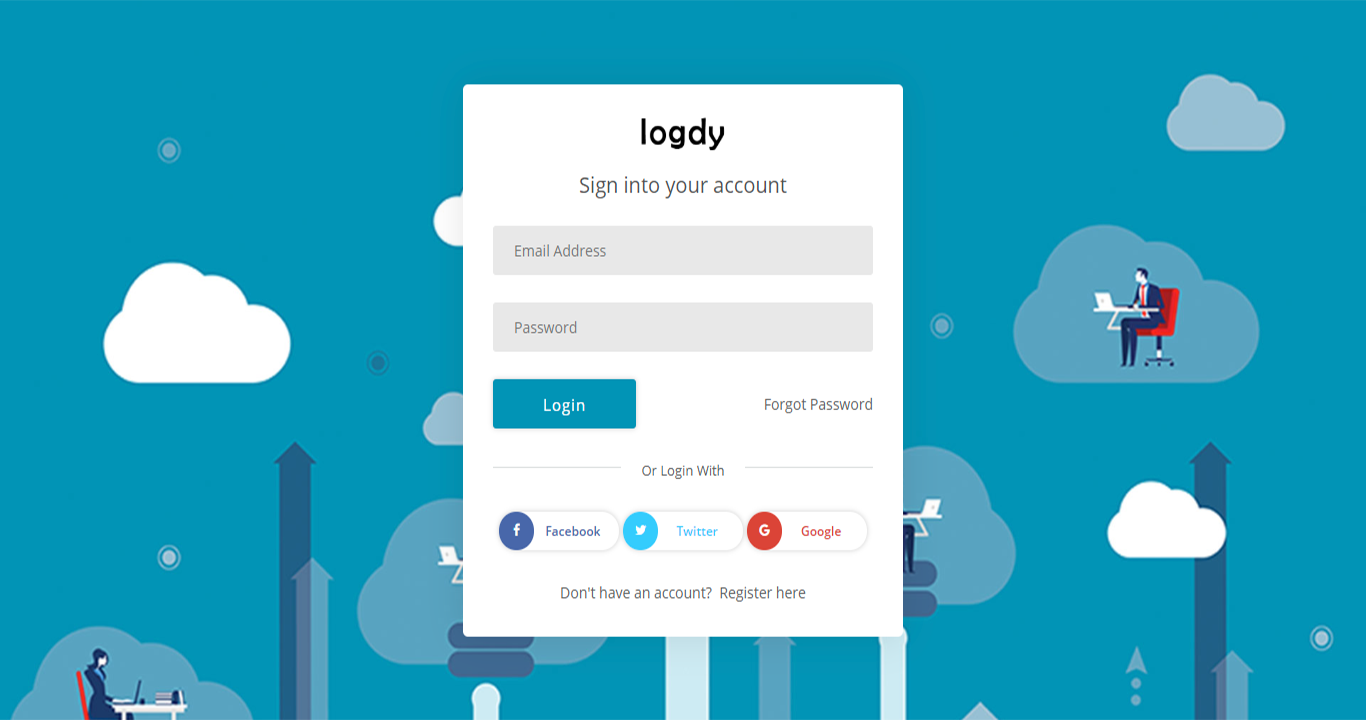 logdy
Sign into your account
Email Address
Password
Login
Forgot Password
Or Login With
Facebook
Twitter
Google
Don't have an account? Register here